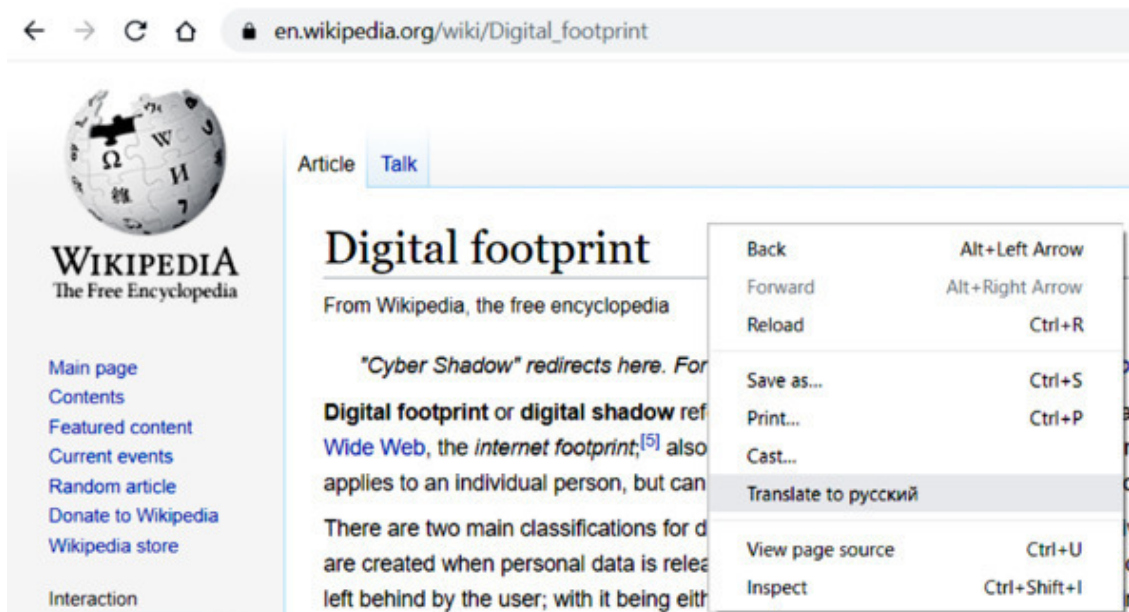 en.wikipedia.org/wiki/Digital_footprint
WIKIPEDIA
The Free Encyclopedia
Main page
Contents
Featured content
Current events
Random article
Donate to Wikipedia
Wikipedia store
Interaction
Article Talk
Digital footprint
From Wikipedia, the free encyclopedia
"Cyber Shadow" redirects here. For
Digital footprint or digital shadow ref
Wide Web, the internet footprint;[5] also
applies to an individual person, but can
There are two main classifications for d
are created when personal data is relea
left behind by the user; with it being eith
Back Alt+Left Arrow
Forward Alt+Right Arrow
Reload Ctrl+R
Save as... Ctrl+S
Print... Ctrl+P
Cast...
Translate to русский
View page source Ctrl+U
Inspect Ctrl+Shift+I